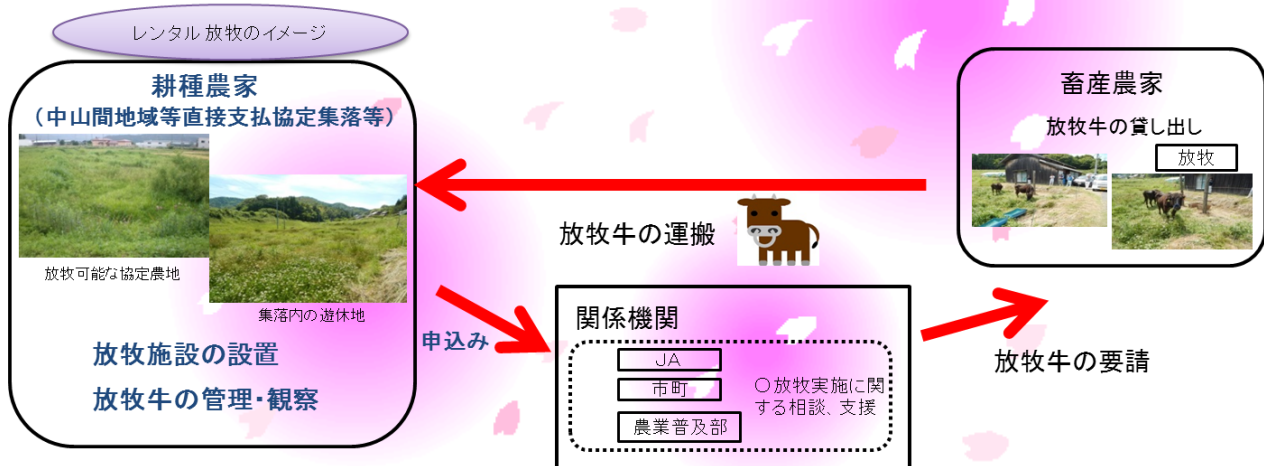 レンタル放牧のイメージ
耕種農家
（中山間地域等直接支払協定集落等）
放牧可能な協定農地
集落内の遊休地
放牧施設の設置
放牧牛の管理・観察
申込み
放牧牛の運搬
関係機関
JA
市町
農業普及部
○放牧実施に関
する相談、支援
放牧牛の要請
畜産農家
放牧牛の貸し出し
放牧